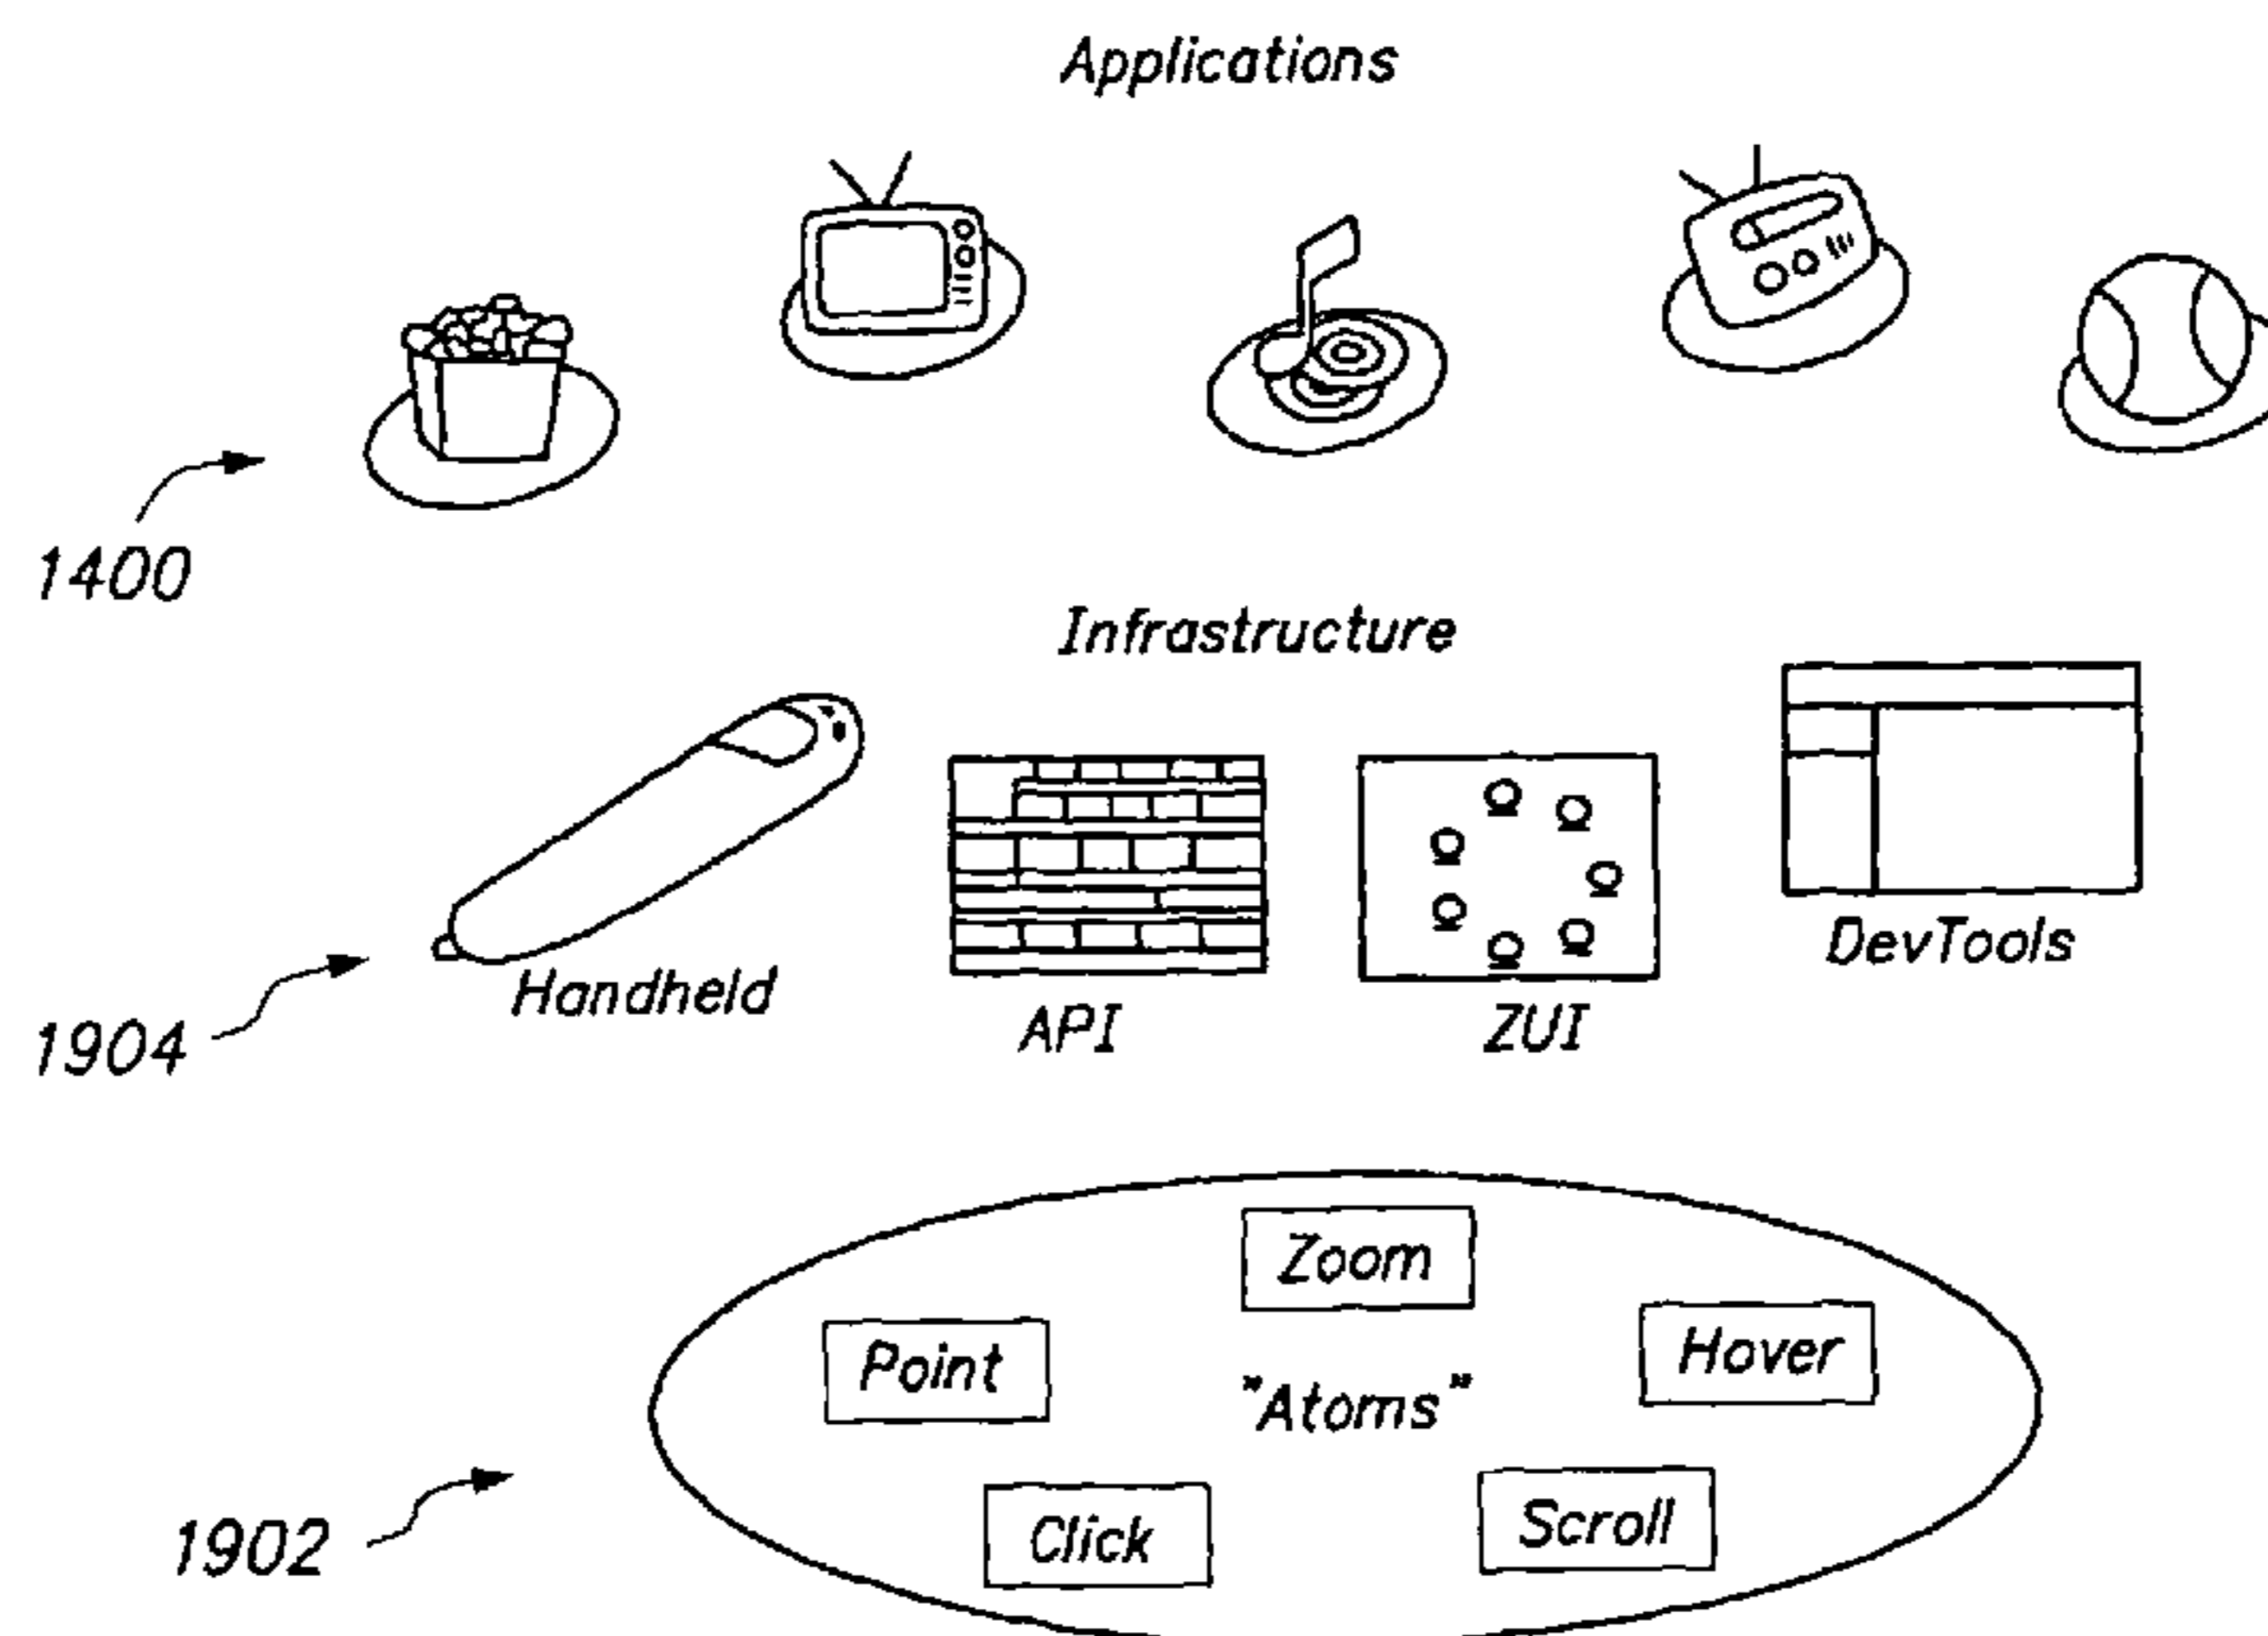 Applications
1400
Infrastructure
Handheld
API
ZUI
DevTools
1904
Zoom
Point
Hover
"Atoms"
Click
Scroll
1902